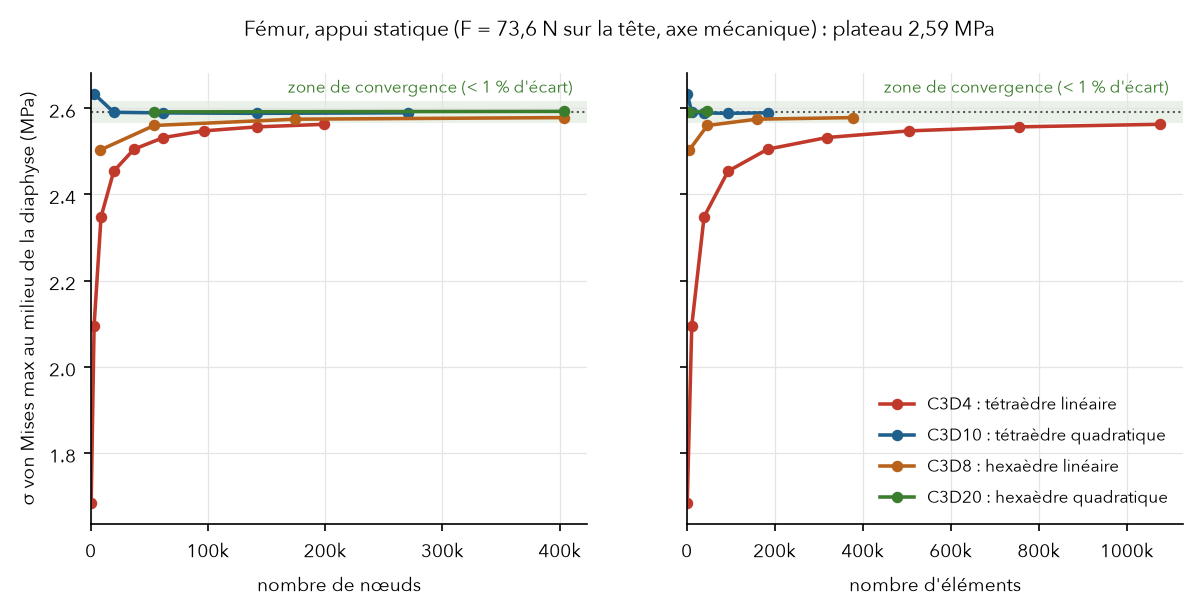 Fémur, appui statique (F = 73,6 N sur la tête, axe mécanique) : plateau 2,59 MPa
σ von Mises max au milieu de la diaphyse (MPa)
zone de convergence (< 1 % d'écart)
2.6
2.4
2.2
2.0
1.8
0
100k
200k
300k
400k
nombre de nœuds
zone de convergence (< 1 % d'écart)
C3D4 : tétraèdre linéaire
C3D10 : tétraèdre quadratique
C3D8 : hexaèdre linéaire
C3D20 : hexaèdre quadratique
0
200k
400k
600k
800k
1000k
nombre d'éléments